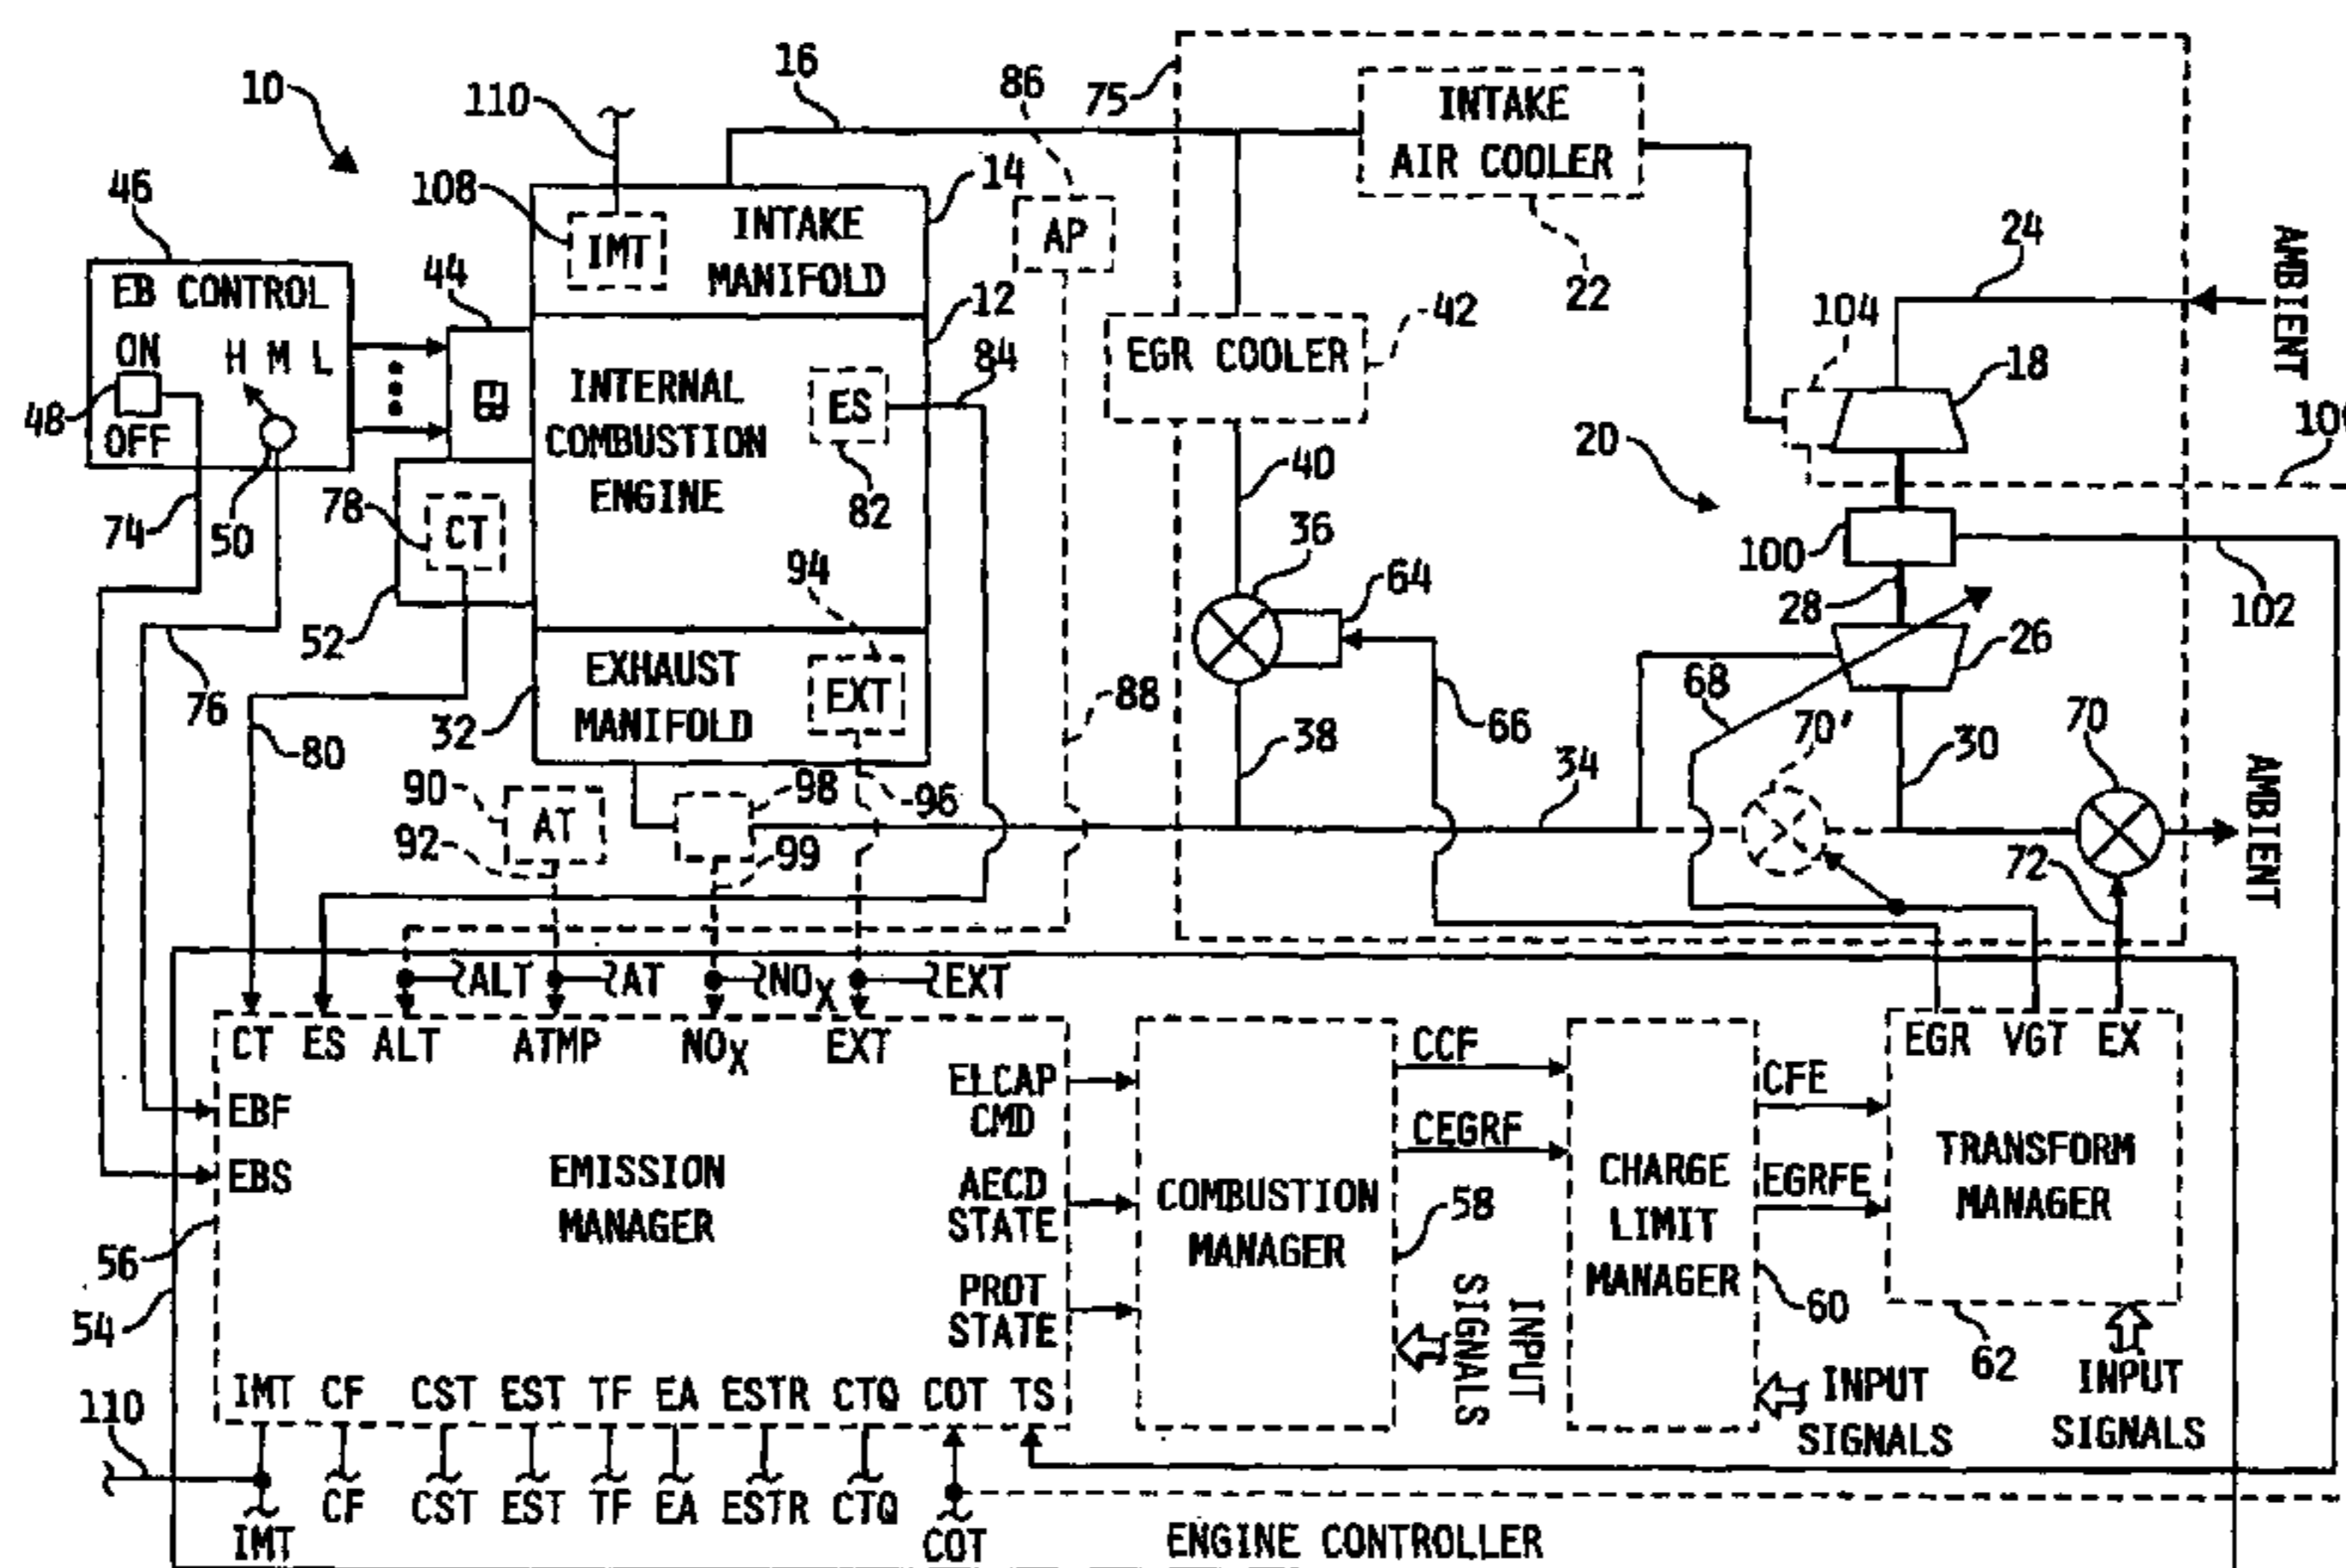 10
110
16
86
75
INTAKE
AIR COOLER
22
24
AMBIENT
46
108
IMT
INTAKE
MANIFOLD
14
AP
EB CONTROL
ON
OFF
H M L
48
50
44
EB
12
84
INTERNAL
COMBUSTION
ENGINE
ES
82
EGR COOLER
42
104
18
20
40
74
78
CT
52
94
36
64
100
28
102
26
76
80
32
EXHAUST
MANIFOLD
EXT
88
38
66
68
70'
30
70
AMBIENT
90
AT
92
98
96
99
34
72
ALT
AT
NOX
EXT
CT ES ALT ATMP NOX EXT
EBF
EBS
EMISSION
MANAGER
ELCAP
CMD
AECD
STATE
PROT
STATE
56
54
COMBUSTION
MANAGER
58
INPUT
SIGNALS
CCF
CEGRF
CHARGE
LIMIT
MANAGER
60
INPUT
SIGNALS
CFE
EGRFE
EGR VGT EX
TRANSFORM
MANAGER
62
INPUT
SIGNALS
IMT CF CST EST TF EA ESTR CTQ COT TS
110
IMT
CF CST EST TF EA ESTR CTQ
COT
ENGINE CONTROLLER